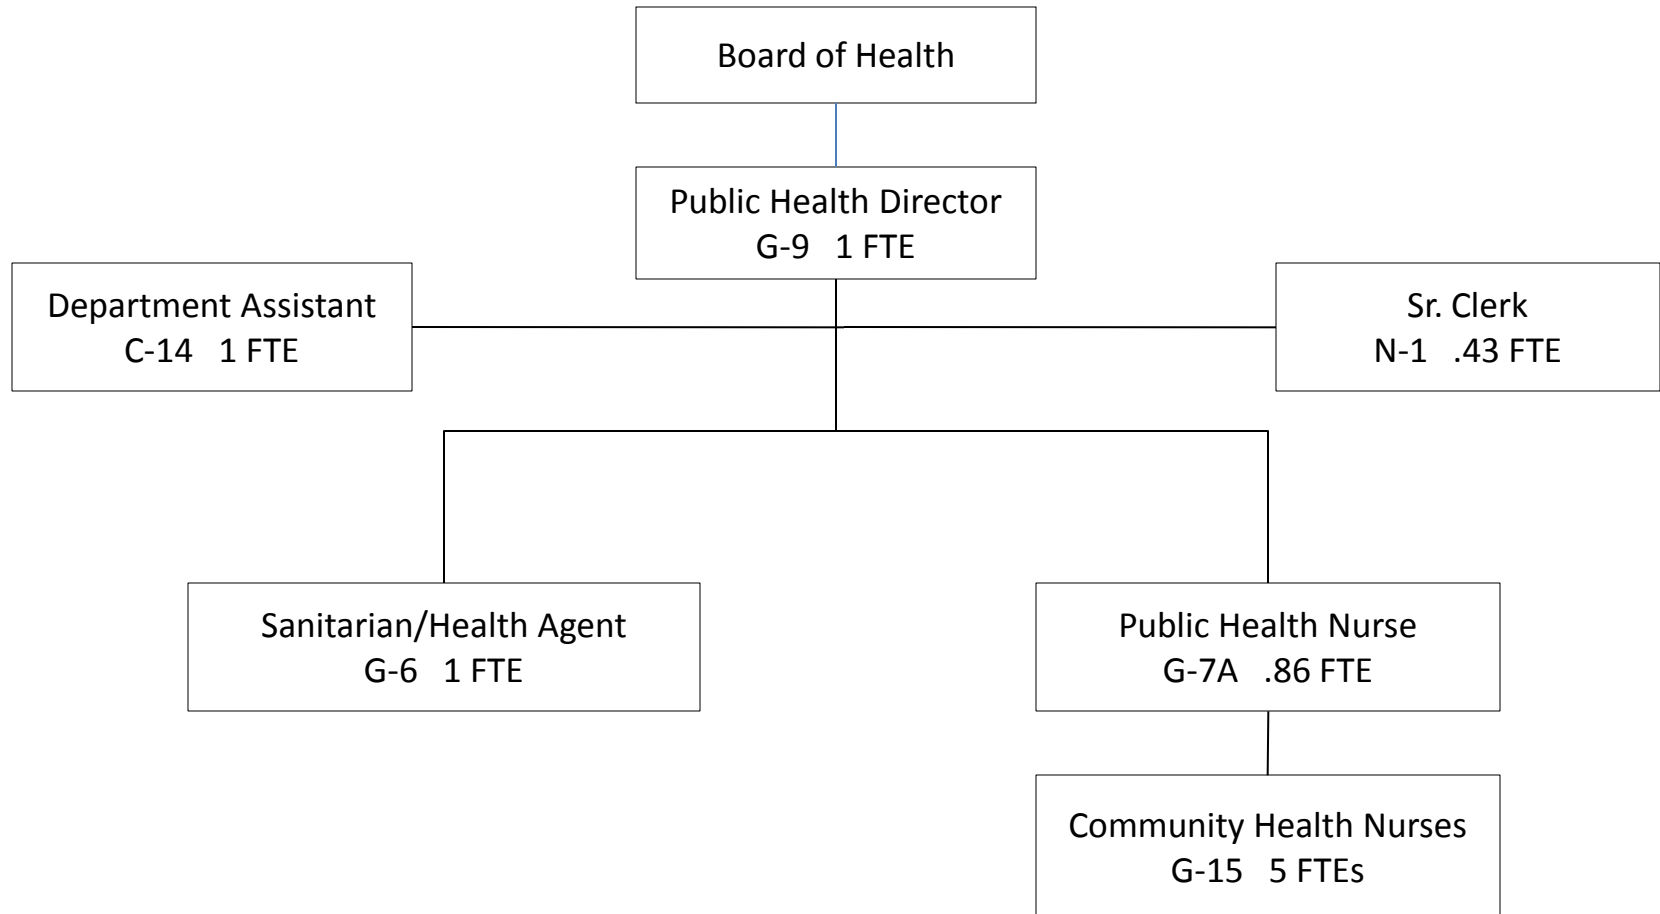 Board of Health
Public Health Director
G-9   1 FTE
Department Assistant
C-14   1 FTE
Sr. Clerk
N-1   .43 FTE
Sanitarian/Health Agent
G-6   1 FTE
Public Health Nurse
G-7A   .86 FTE
Community Health Nurses
G-15   5 FTEs